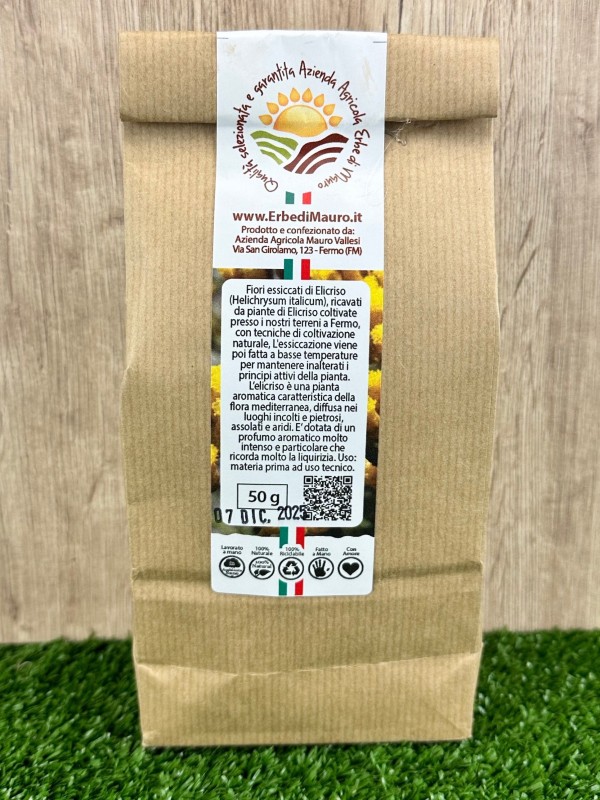 Qualità selezionata e garantita Azienda Agricola Erbe di Mauro
www.ErbediMauro.it
Prodotto e confezionato da:
Azienda Agricola Mauro Vallesi
Via San Girolamo, 123 - Fermo (FM)
Fiori essiccati di Elicriso
(Helichrysum italicum), ricavati
da piante di Elicriso coltivate
presso i nostri terreni a Fermo,
con tecniche di coltivazione
naturale, L'essiccazione viene
poi fatta a basse temperature
per mantenere inalterati i
principi attivi della pianta.
L'elicriso è una pianta
aromatica caratteristica della
flora mediterranea, diffusa nei
luoghi incolti e pietrosi,
assolati e aridi. E' dotata di un
profumo aromatico molto
intenso e particolare che
ricorda molto la liquirizia. Uso:
materia prima ad uso tecnico.
50 g
07 DIC. 2025
Lavorato a mano
100% Naturale
100% Riciclabile
Fatto a Mano
Con Amore